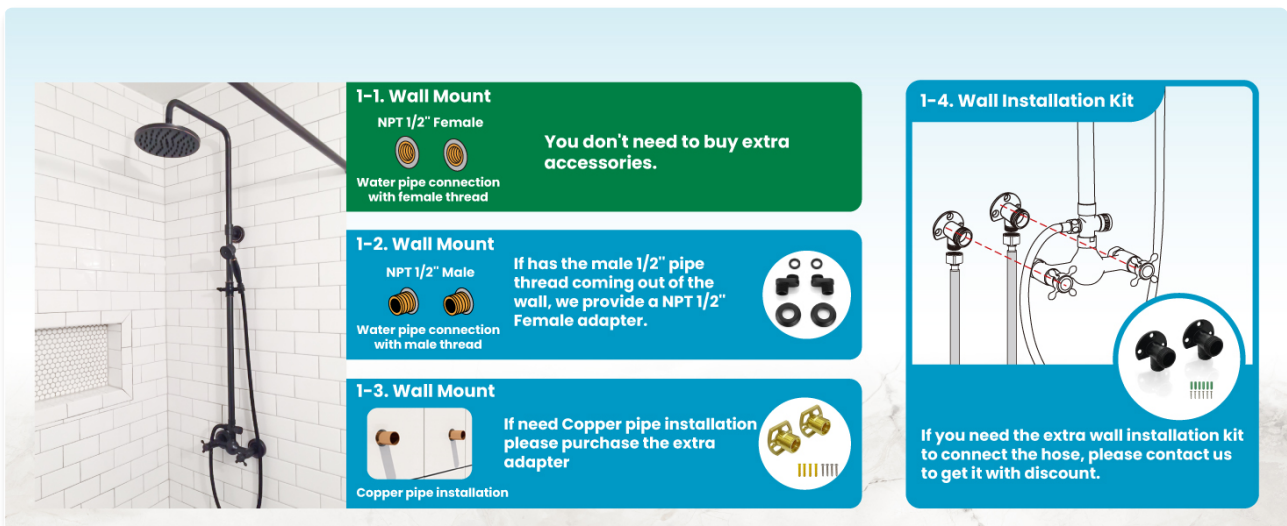 1-1. Wall Mount
NPT 1/2" Female
Water pipe connection
with female thread
You don't need to buy extra
accessories.
1-2. Wall Mount
NPT 1/2" Male
Water pipe connection
with male thread
If has the male 1/2" pipe
thread coming out of the
wall, we provide a NPT 1/2"
Female adapter.
1-3. Wall Mount
Copper pipe installation
If need Copper pipe installation
please purchase the extra
adapter
1-4. Wall Installation Kit
If you need the extra wall installation kit
to connect the hose, please contact us
to get it with discount.